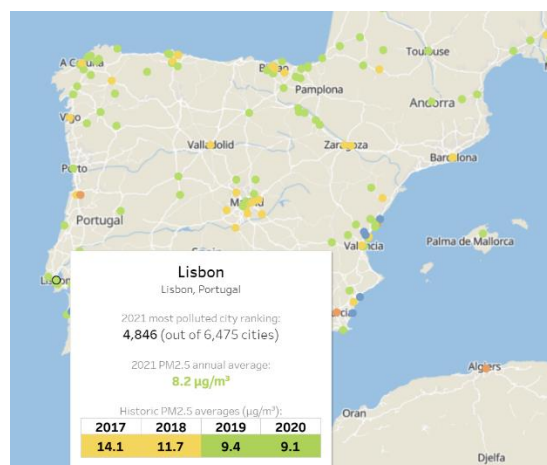 A Coruña
Bilbao
Toulouse
Pamplona
Andorra
Vigo
Valladolid
Zaragoza
Barcelona
Porto
Madrid
Portugal
Valencia
Palma de Mallorca
Lisbon
Lisbon, Portugal
2021 most polluted city ranking:
4,846 (out of 6,475 cities)
2021 PM2.5 annual average:
8.2 µg/m³
Historic PM2.5 averages (µg/m³):
2017 2018 2019 2020
14.1 11.7 9.4 9.1
Algiers
Oran
Djelfa